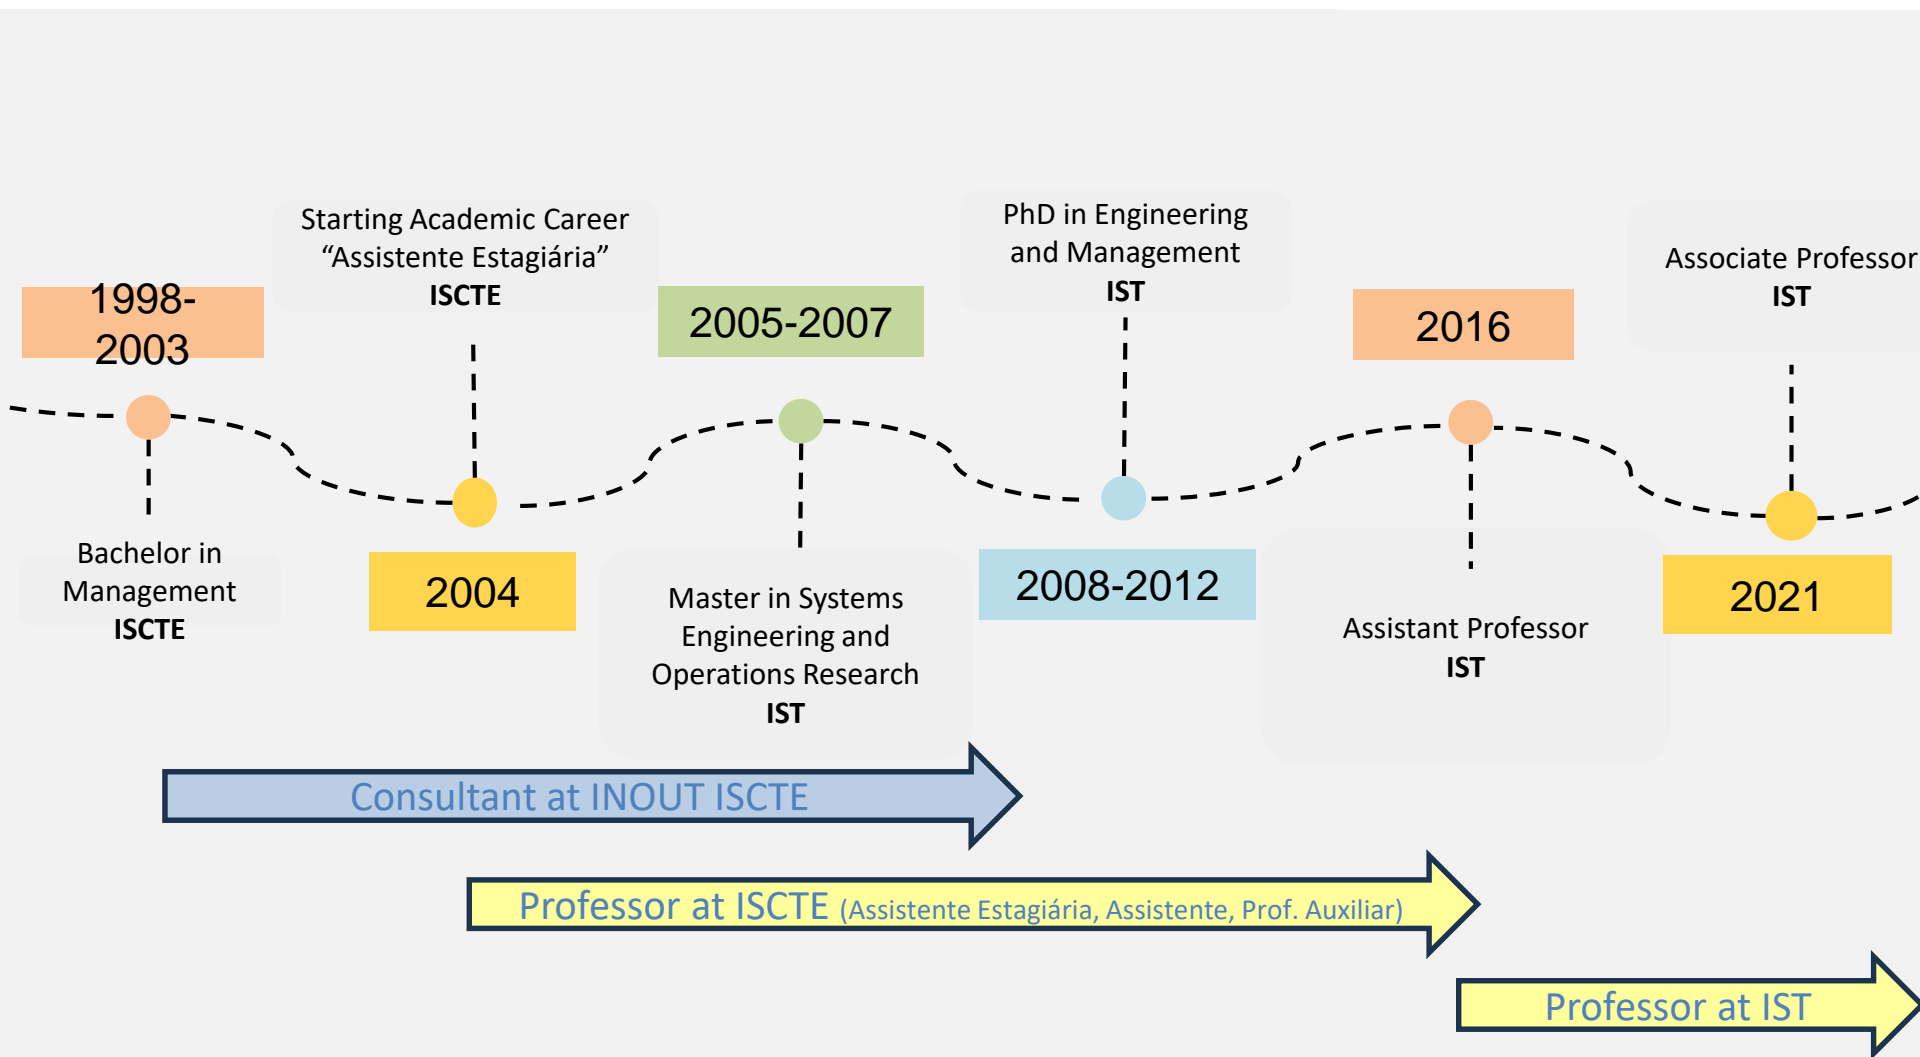 1998-
2003
Bachelor in
Management
ISCTE
Starting Academic Career
“Assistente Estagiária”
ISCTE
2004
2005-2007
Master in Systems
Engineering and
Operations Research
IST
PhD in Engineering
and Management
IST
2008-2012
2016
Assistant Professor
IST
Associate Professor
IST
2021
Consultant at INOUT ISCTE
Professor at ISCTE (Assistente Estagiária, Assistente, Prof. Auxiliar)
Professor at IST